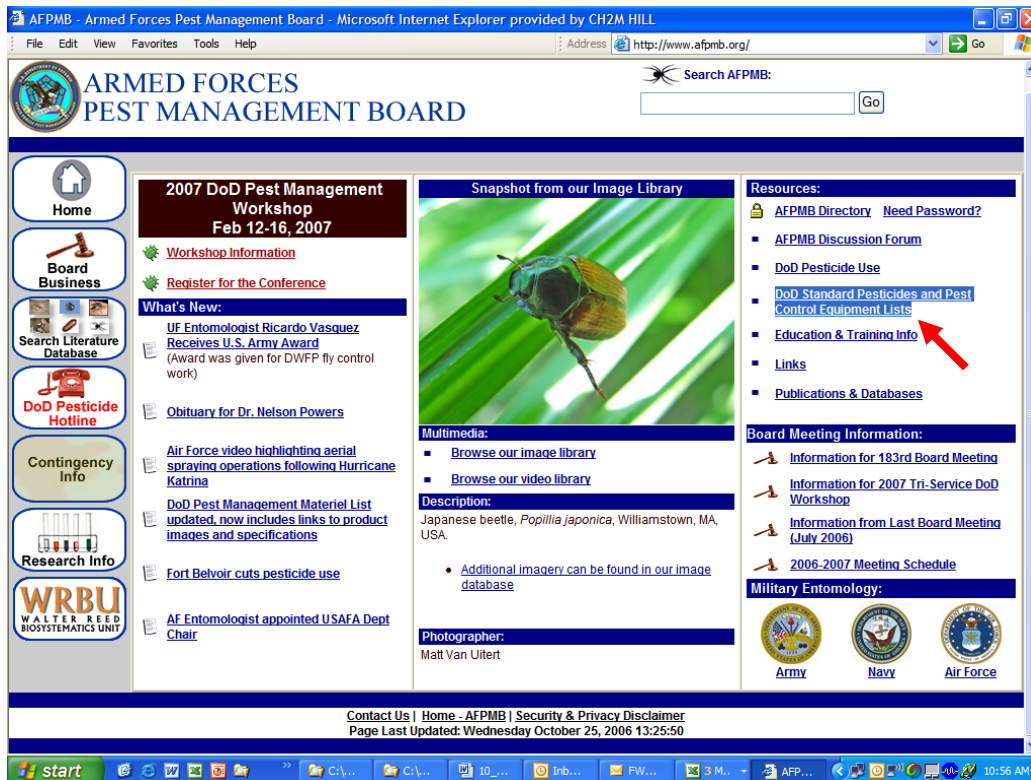 AFPMB - Armed Forces Pest Management Board - Microsoft Internet Explorer provided by CH2M HILL
File Edit View Favorites Tools Help
Address http://www.afpmb.org/ Go
ARMED FORCES
PEST MANAGEMENT BOARD
Search AFPMB:
Go
Home
Board
Business
Search Literature
Database
DoD Pesticide
Hotline
Contingency
Info
Research Info
WRBU
WALTER REED
BIOSYSTEMATICS UNIT
2007 DoD Pest Management
Workshop
Feb 12-16, 2007
Workshop Information
Register for the Conference
What's New:
UF Entomologist Ricardo Vasquez
Receives U.S. Army Award
(Award was given for DWFP fly control
work)
Obituary for Dr. Nelson Powers
Air Force video highlighting aerial
spraying operations following Hurricane
Katrina
DoD Pest Management Materiel List
updated, now includes links to product
images and specifications
Fort Belvoir cuts pesticide use
AF Entomologist appointed USAFA Dept
Chair
Snapshot from our Image Library
Multimedia:
Browse our image library
Browse our video library
Description:
Japanese beetle, Popillia japonica, Williamstown, MA,
USA.
Additional imagery can be found in our image
database
Photographer:
Matt Van Uitert
Resources:
AFPMB Directory Need Password?
AFPMB Discussion Forum
DoD Pesticide Use
DoD Standard Pesticides and Pest
Control Equipment Lists
Education & Training Info
Links
Publications & Databases
Board Meeting Information:
Information for 183rd Board Meeting
Information for 2007 Tri-Service DoD
Workshop
Information from Last Board Meeting
(July 2006)
2006-2007 Meeting Schedule
Military Entomology:
Army Navy Air Force
Contact Us | Home - AFPMB | Security & Privacy Disclaimer
Page Last Updated: Wednesday October 25, 2006 13:25:50
start C:\... C:\... 10_... Inb... FW... 3 M... AFP... 10:56 AM